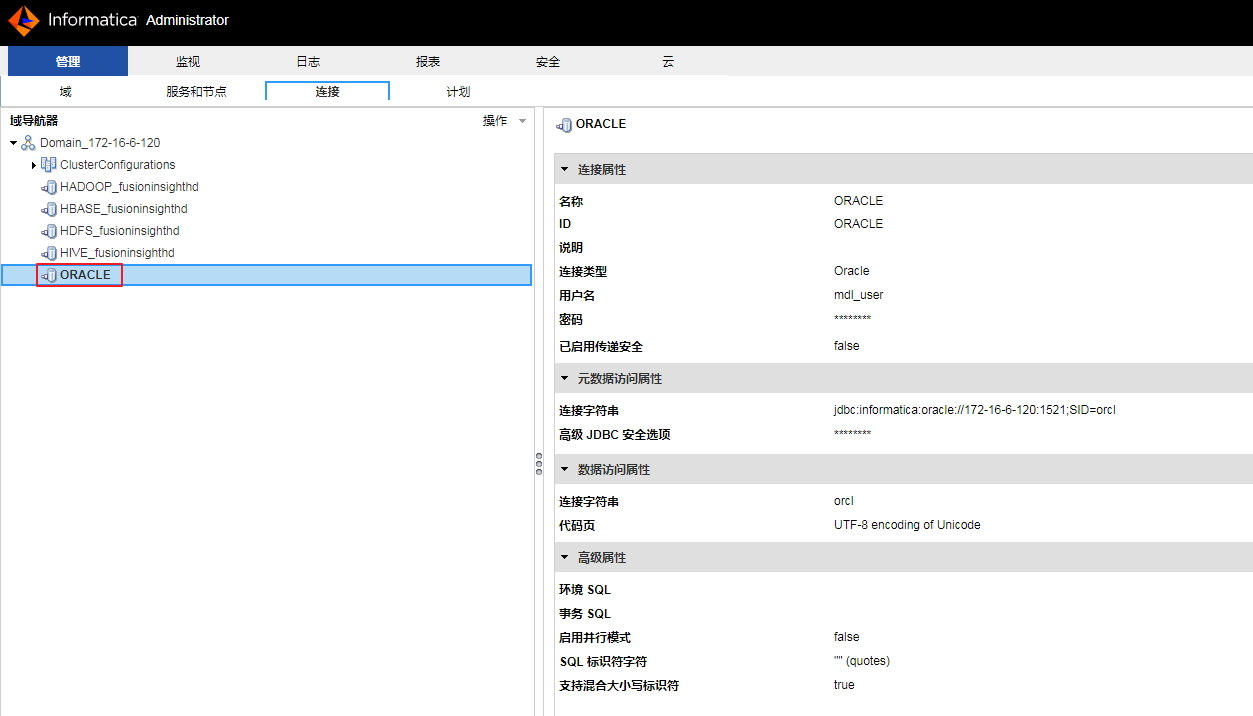 Informatica Administrator
管理 监视 日志 报表 安全 云
域 服务和节点 连接 计划
域导航器 操作
Domain_172-16-6-120
ClusterConfigurations
HADOOP_fusioninsighthd
HBASE_fusioninsighthd
HDFS_fusioninsighthd
HIVE_fusioninsighthd
ORACLE
ORACLE
连接属性
名称 ORACLE
ID ORACLE
说明
连接类型 Oracle
用户名 mdl_user
密码 ********
已启用传递安全 false
元数据访问属性
连接字符串 jdbc:informatica:oracle://172-16-6-120:1521;SID=orcl
高级 JDBC 安全选项 ********
数据访问属性
连接字符串 orcl
代码页 UTF-8 encoding of Unicode
高级属性
环境 SQL
事务 SQL
启用并行模式 false
SQL 标识符字符 "" (quotes)
支持混合大小写标识符 true